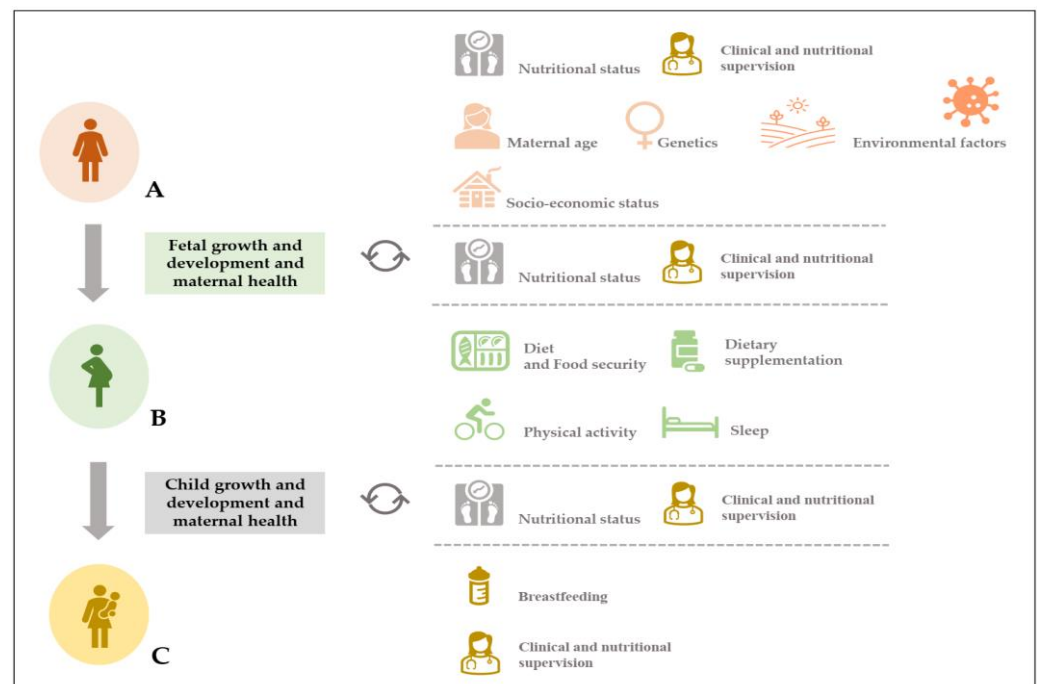 Nutritional status
Clinical and nutritional
supervision
Maternal age
Genetics
Environmental factors
A
Socio-economic status
Fetal growth and
development and
maternal health
Nutritional status
Clinical and nutritional
supervision
Diet
and Food security
Dietary
supplementation
B
Physical activity
Sleep
Child growth and
development and
maternal health
Nutritional status
Clinical and nutritional
supervision
Breastfeeding
C
Clinical and nutritional
supervision